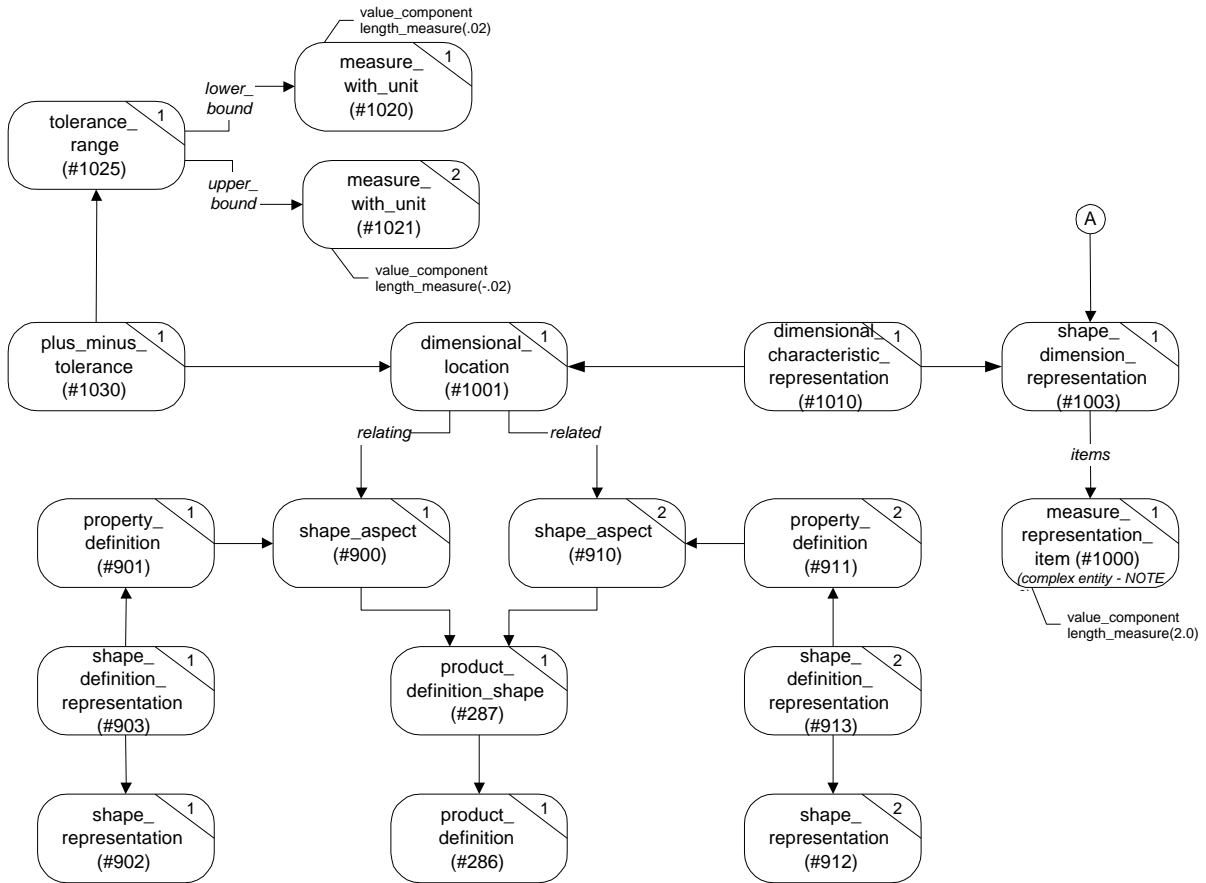 value_component
length_measure(.02)
1
measure_
with_unit
(#1020)
lower_
bound
1
tolerance_
range
(#1025)
upper_
bound
2
measure_
with_unit
(#1021)
value_component
length_measure(-.02)
A
1
plus_minus_
tolerance
(#1030)
1
dimensional_
location
(#1001)
1
dimensional_
characteristic_
representation
(#1010)
1
shape_
dimension_
representation
(#1003)
relating
related
items
1
property_
definition
(#901)
1
shape_aspect
(#900)
2
shape_aspect
(#910)
2
property_
definition
(#911)
1
measure_
representation_
item (#1000)
(complex entity - NOTE
value_component
length_measure(2.0)
1
shape_
definition_
representation
(#903)
1
product_
definition_shape
(#287)
2
shape_
definition_
representation
(#913)
1
shape_
representation
(#902)
1
product_
definition
(#286)
2
shape_
representation
(#912)